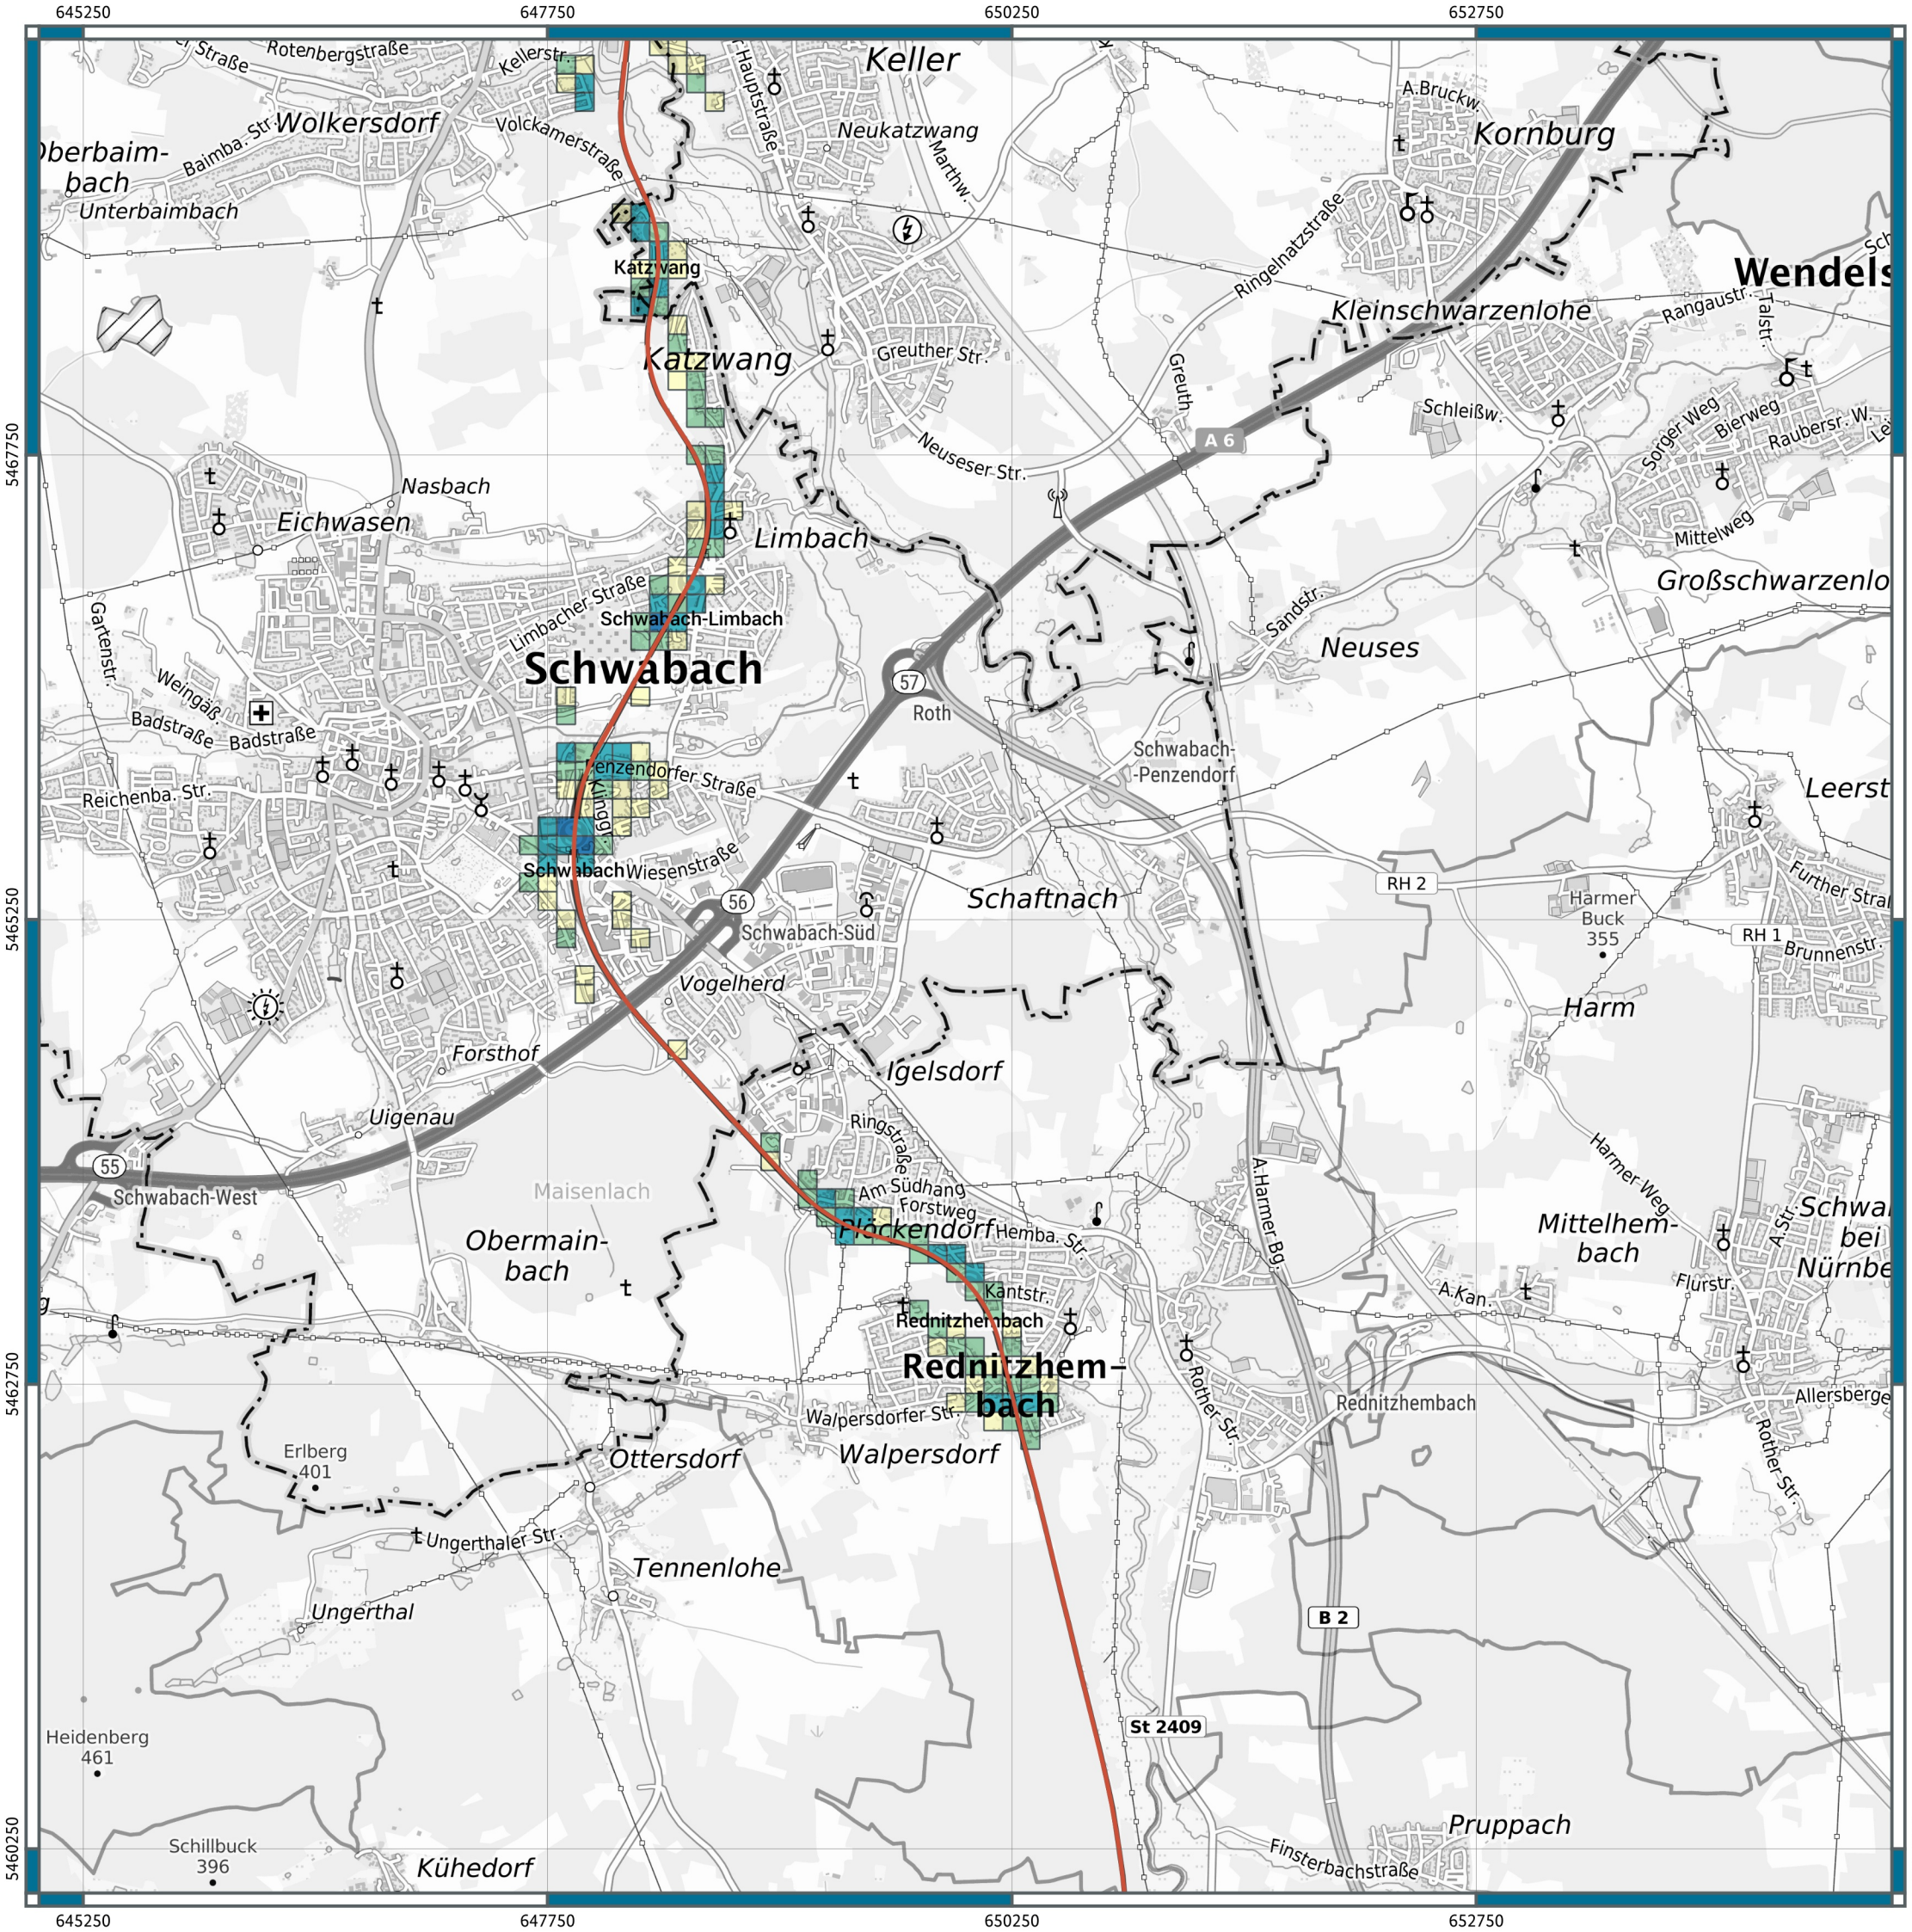 645250
647750
650250
652750
Rotenbergstraße
Kellerstr.
Hauptstraße
Keller
A.Bruckw.
Wolkersdorf
Volckamerstraße
Neukatzwang
Marthw.
Kornburg
Baimba. Str.
bach
Unterbaimbach
Ringelnatzstraße
Katzwang
Wendels
Kleinschwarzenlohe
Rangaustr.
Talstr.
Katzwang
Greuther Str.
Greuth
Schleißw.
Sorger Weg
Bierweg
Raubersr. W.
A 6
Neuseser Str.
5467750
5467750
Nasbach
Eichwasen
Limbach
Mittelweg
Großschwarzenlo
Limbacher Straße
Gartenstr.
Schwabach-Limbach
Sandstr.
Neuses
Schwabach
57
Roth
Weingäß.
Badstraße
Badstraße
Schwabach-
-Penzendorf
Penzendorfer Straße
Reichenba. Str.
Leerst
Schwabach
Wiesenstraße
Schaftnach
RH 2
Further Straß
56
Schwabach-Süd
Harmer
Buck
355
RH 1
Brunnenstr.
5465250
5465250
Vogelherd
Harm
Forsthof
Igelsdorf
Uigenau
Ringstraße
Harmer Weg
55
Schwabach-West
Maisenlach
Am Südhang
Forstweg
A.Harmer Bg.
Plöckendorf
Hemba. Str.
Obermain-
bach
Mittelhem-
bach
A.Str.
Schwa
bei
Nürnbe
Kantstr.
A.Kan.
Flurstr.
Rednitzhembach
Rednitzhem-
bach
5462750
5462750
Walpersdorfer Str.
Rother Str.
Rednitzhembach
Allersberge
Rother Str.
Erlberg
401
Ottersdorf
Walpersdorf
Ungerthaler Str.
Tennenlohe
Ungerthal
B 2
St 2409
Heidenberg
461
Pruppach
5460250
5460250
Schillbuck
396
Kühedorf
Finsterbachstraße
645250
647750
650250
652750